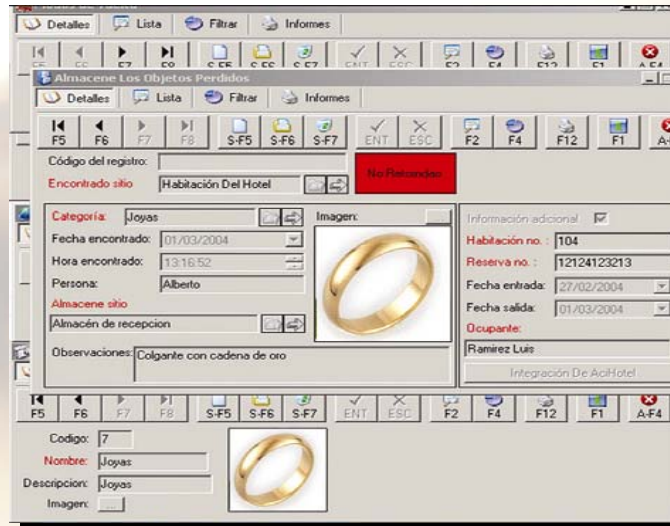 Detalles Lista Filtrar Informes
Almacene Los Objetos Perdidos
Detalles Lista Filtrar Informes
F5 F6 F7 F8 S-F5 S-F6 S-F7 ENT ESC F2 F4 F12 F1
Código del registro:
Encontrado sitio Habitación Del Hotel
Categoría: Joyas Imagen: ...
Fecha encontrado: 01/03/2004
Hora encontrado: 13:16:52
Persona: Alberto
Almacene sitio
Almacén de recepcion
Observaciones: Colgante con cadena de oro
Información adicional
Habitación no. : 104
Reserva no. : 12124123213
Fecha entrada: 27/02/2004
Fecha salida: 01/03/2004
Ocupante:
Ramirez Luis
Integración De AciHotel
F5 F6 F7 F8 S-F5 S-F6 S-F7 ENT ESC F2 F4 F12 F1 A-F4
Codigo: 7
Nombre: Joyas
Descripcion: Joyas
Imagen: ...